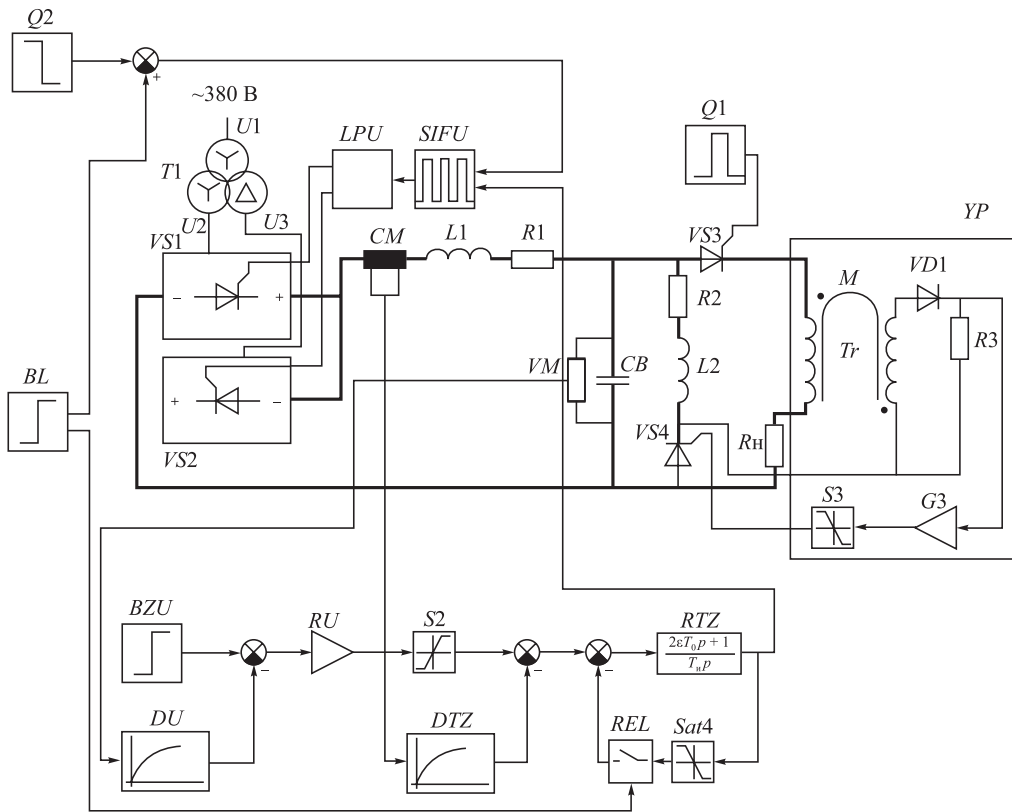 Q2
+
~380 В
U1
T1
U2
U3
LPU
SIFU
Q1
YP
VS1
CM
L1
R1
VS3
M
VD1
– +
R2
Tr
R3
VM
CB
L2
BL
+ –
VS2
VS4
Rн
S3
G3
BZU
RU
S2
RTZ
2εT₀p + 1
Tиp
–
–
–
DU
DTZ
REL
Sat4